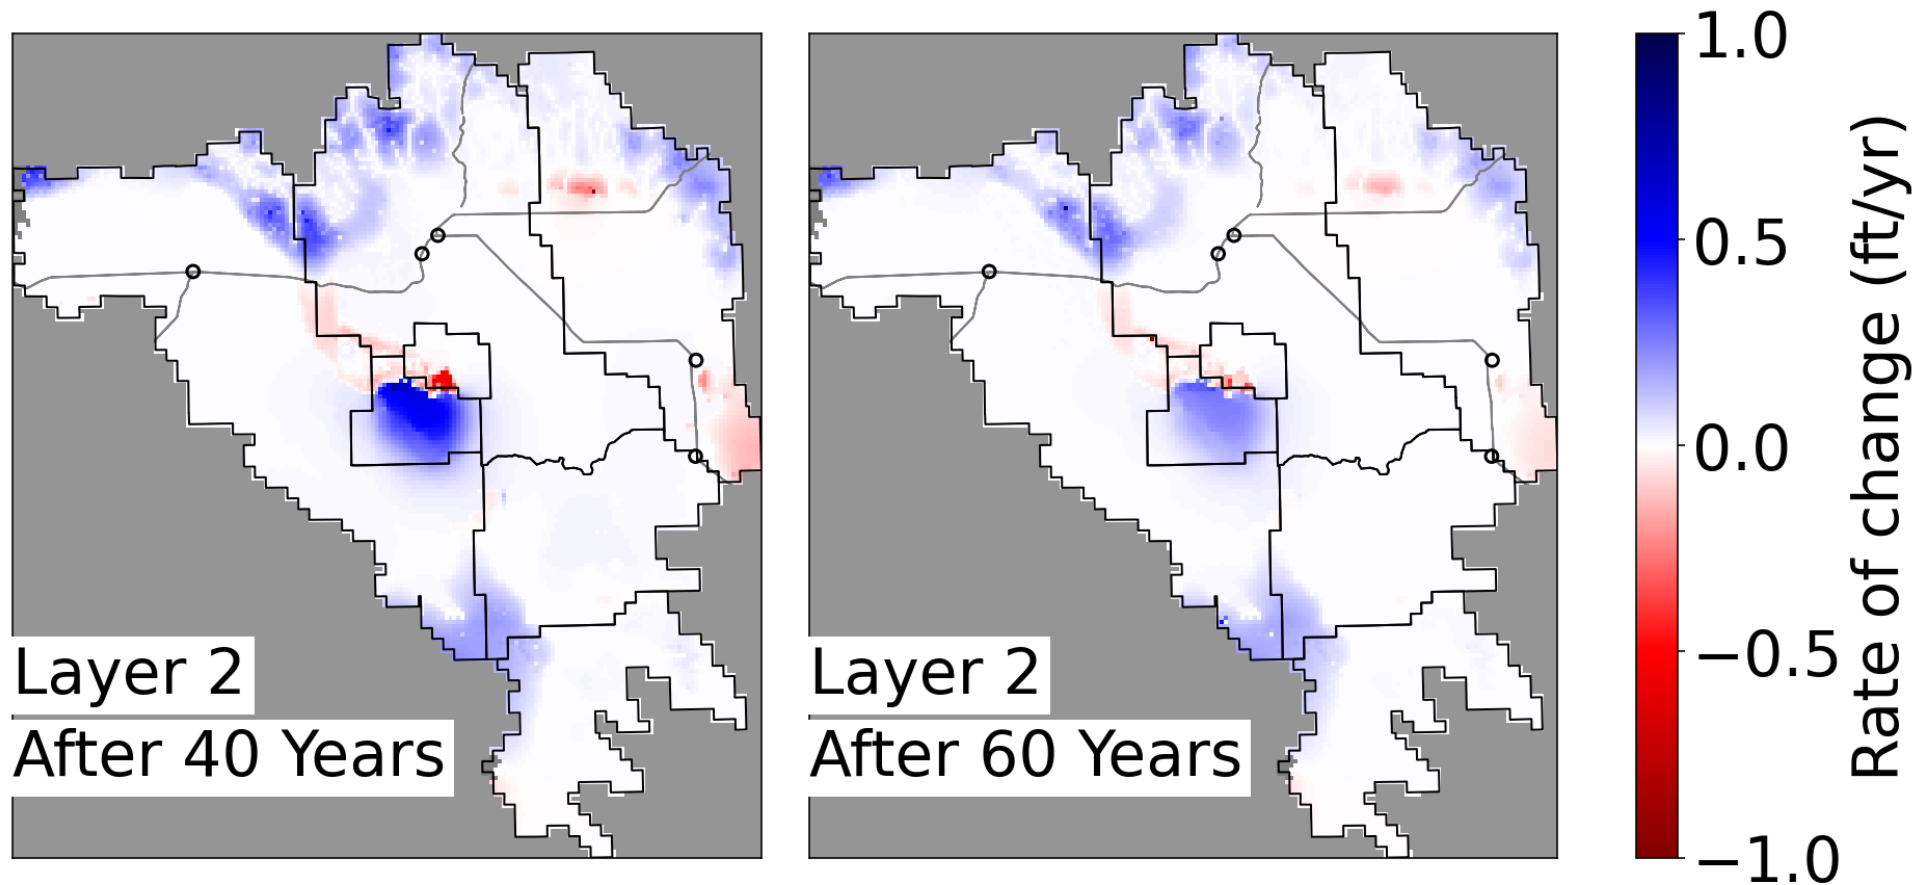 Layer 2
After 40 Years
Layer 2
After 60 Years
1.0
0.5
0.0
−0.5
−1.0
Rate of change (ft/yr)